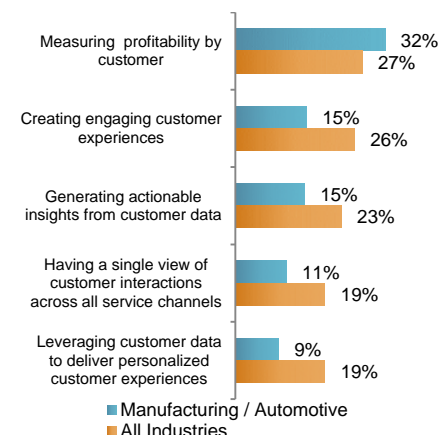 Measuring profitability by
customer
32%
27%
Creating engaging customer
experiences
15%
26%
Generating actionable
insights from customer data
15%
23%
Having a single view of
customer interactions
across all service channels
11%
19%
Leveraging customer data
to deliver personalized
customer experiences
9%
19%
Manufacturing / Automotive
All Industries